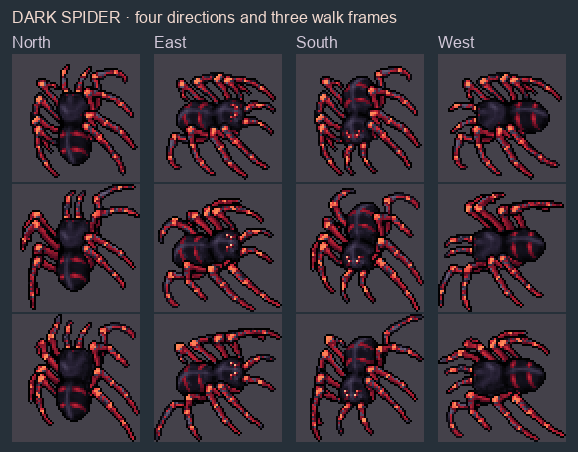 DARK SPIDER · four directions and three walk frames
North East South West